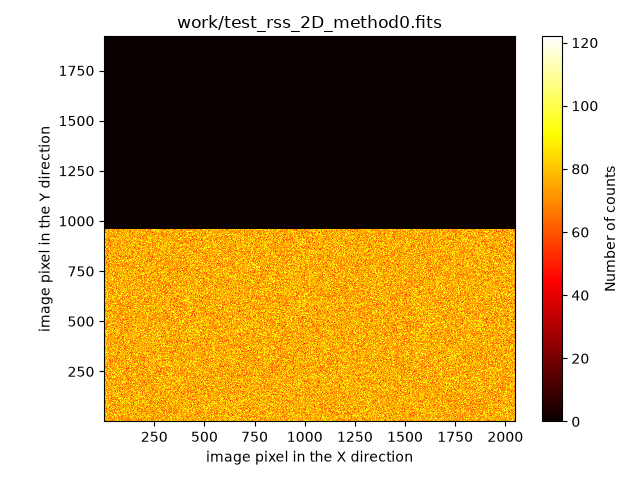 work/test_rss_2D_method0.fits
120
100
80
60
40
20
0
Number of counts
1750
1500
1250
1000
750
500
250
image pixel in the Y direction
250 500 750 1000 1250 1500 1750 2000
image pixel in the X direction